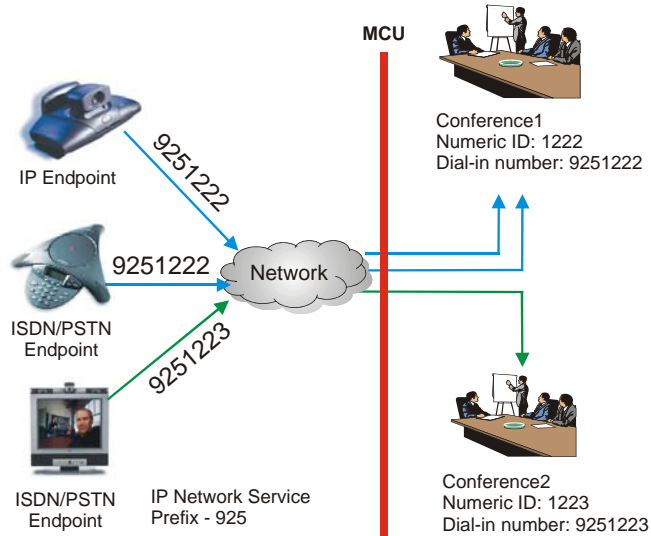 MCU
IP Endpoint
9251222
Conference1
Numeric ID: 1222
Dial-in number: 9251222
9251222
Network
ISDN/PSTN
Endpoint
9251223
ISDN/PSTN
Endpoint
IP Network Service
Prefix - 925
Conference2
Numeric ID: 1223
Dial-in number: 9251223